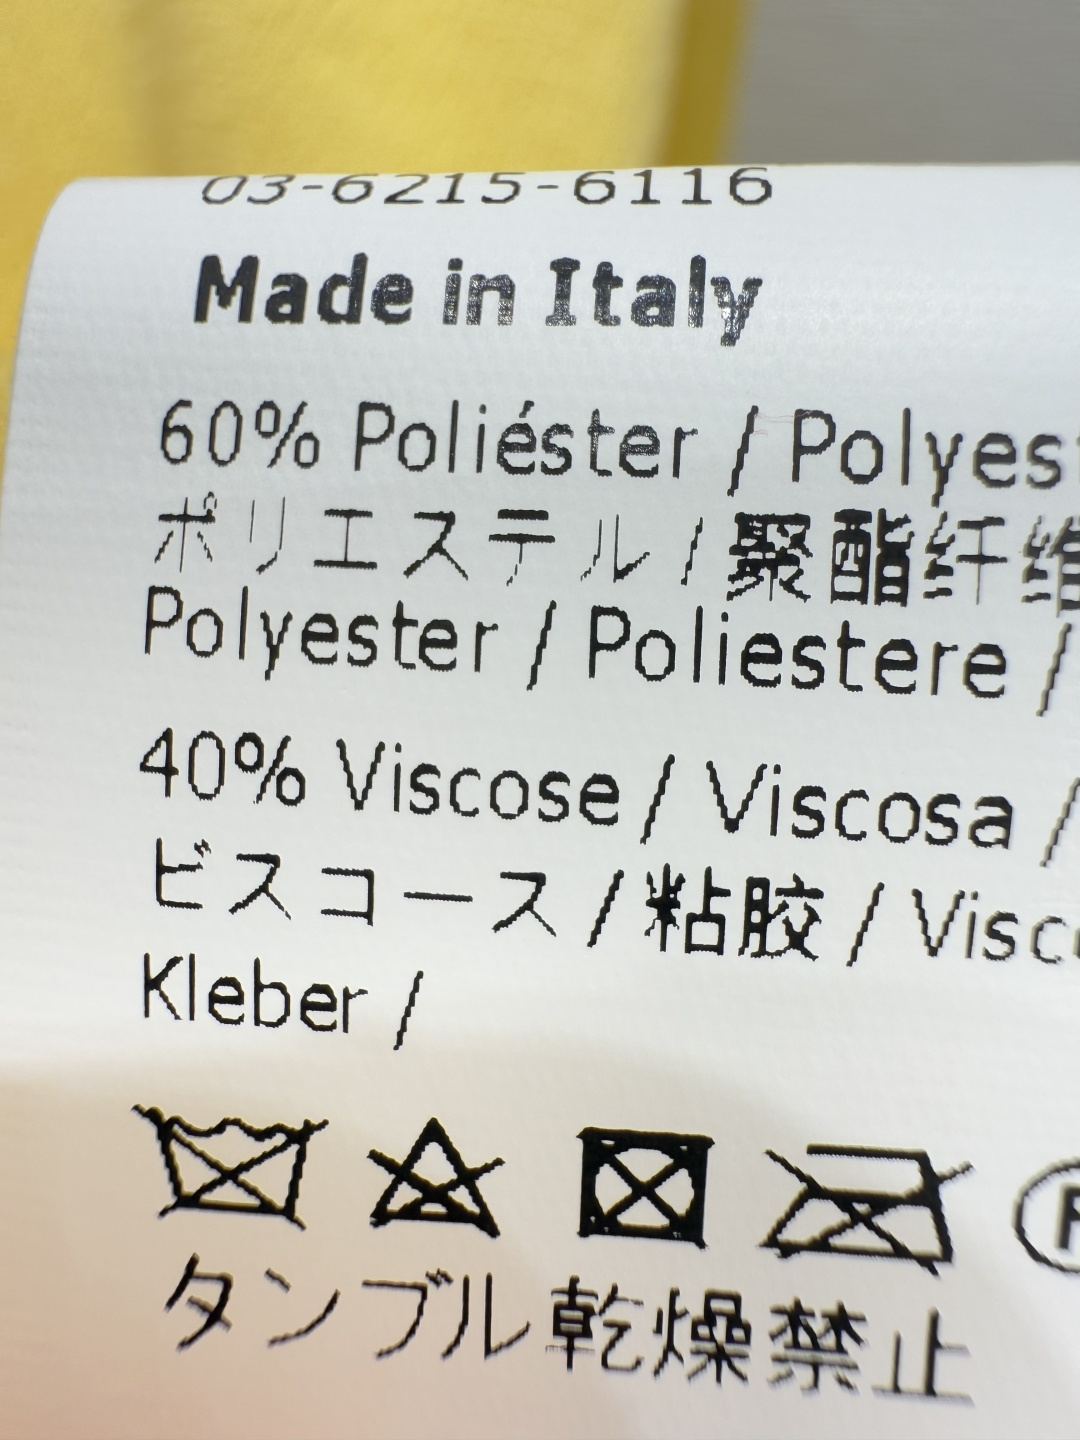 03-6215-6116
Made in Italy
60% Poliéster / Polyes
ポリエステル / 聚酯纤维
Polyester / Poliestere /
40% Viscose / Viscosa /
ビスコース / 粘胶 / Visco
Kleber /
タンブル乾燥禁止